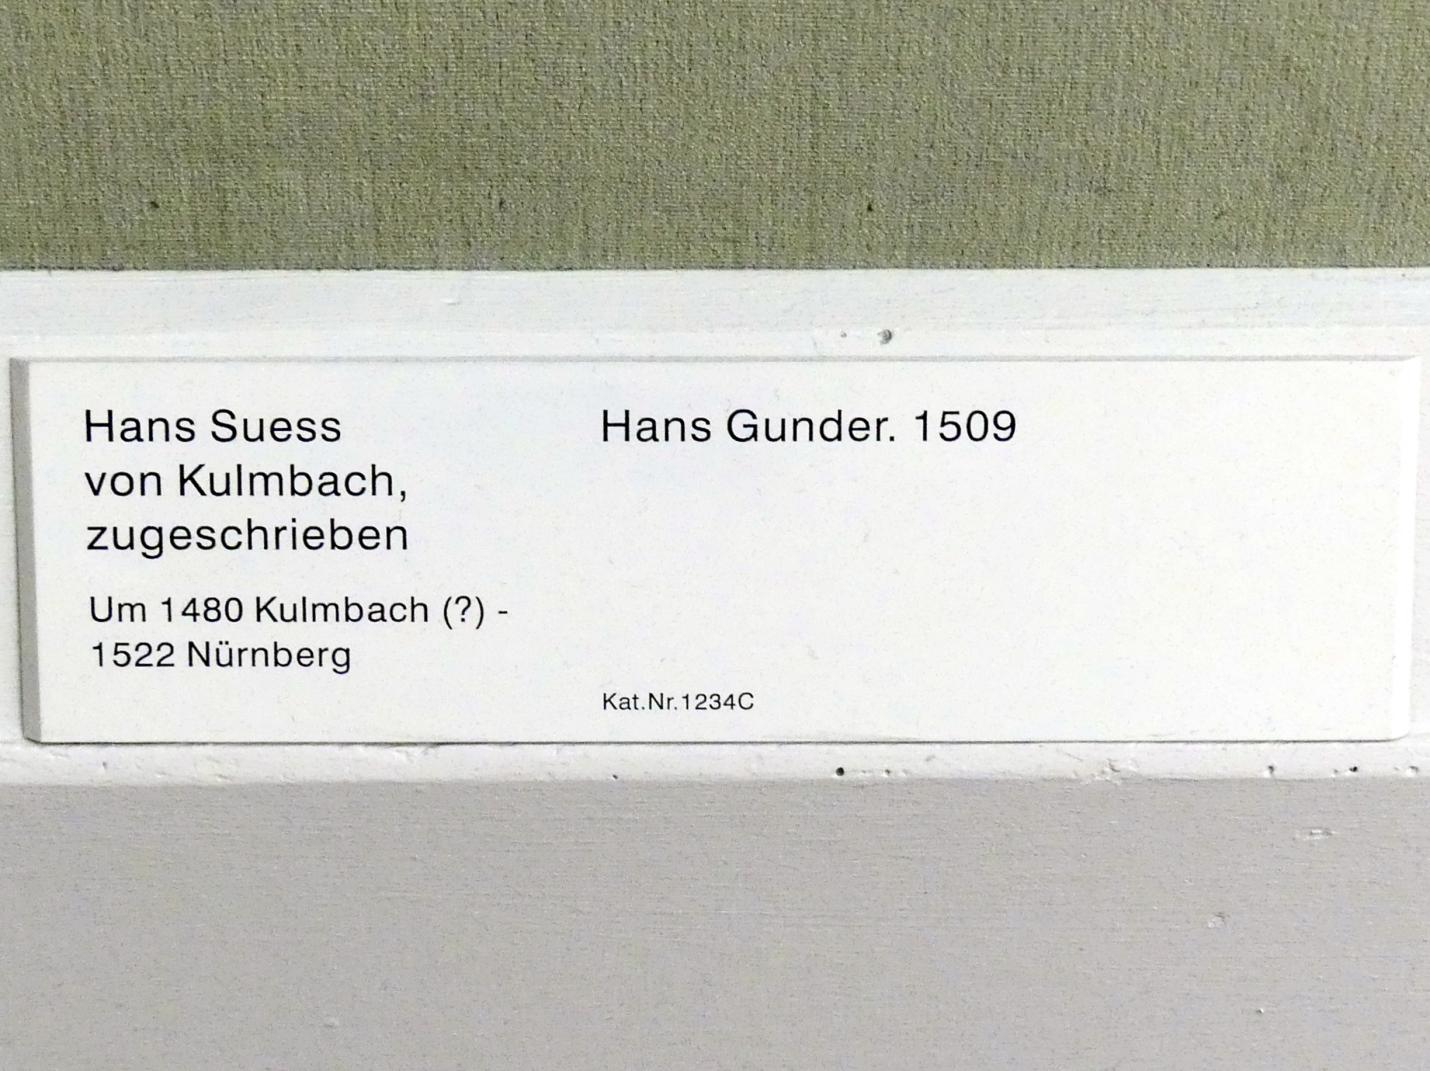 Hans Suess
von Kulmbach,
zugeschrieben
Um 1480 Kulmbach (?) -
1522 Nürnberg
Hans Gunder. 1509
Kat.Nr.1234C